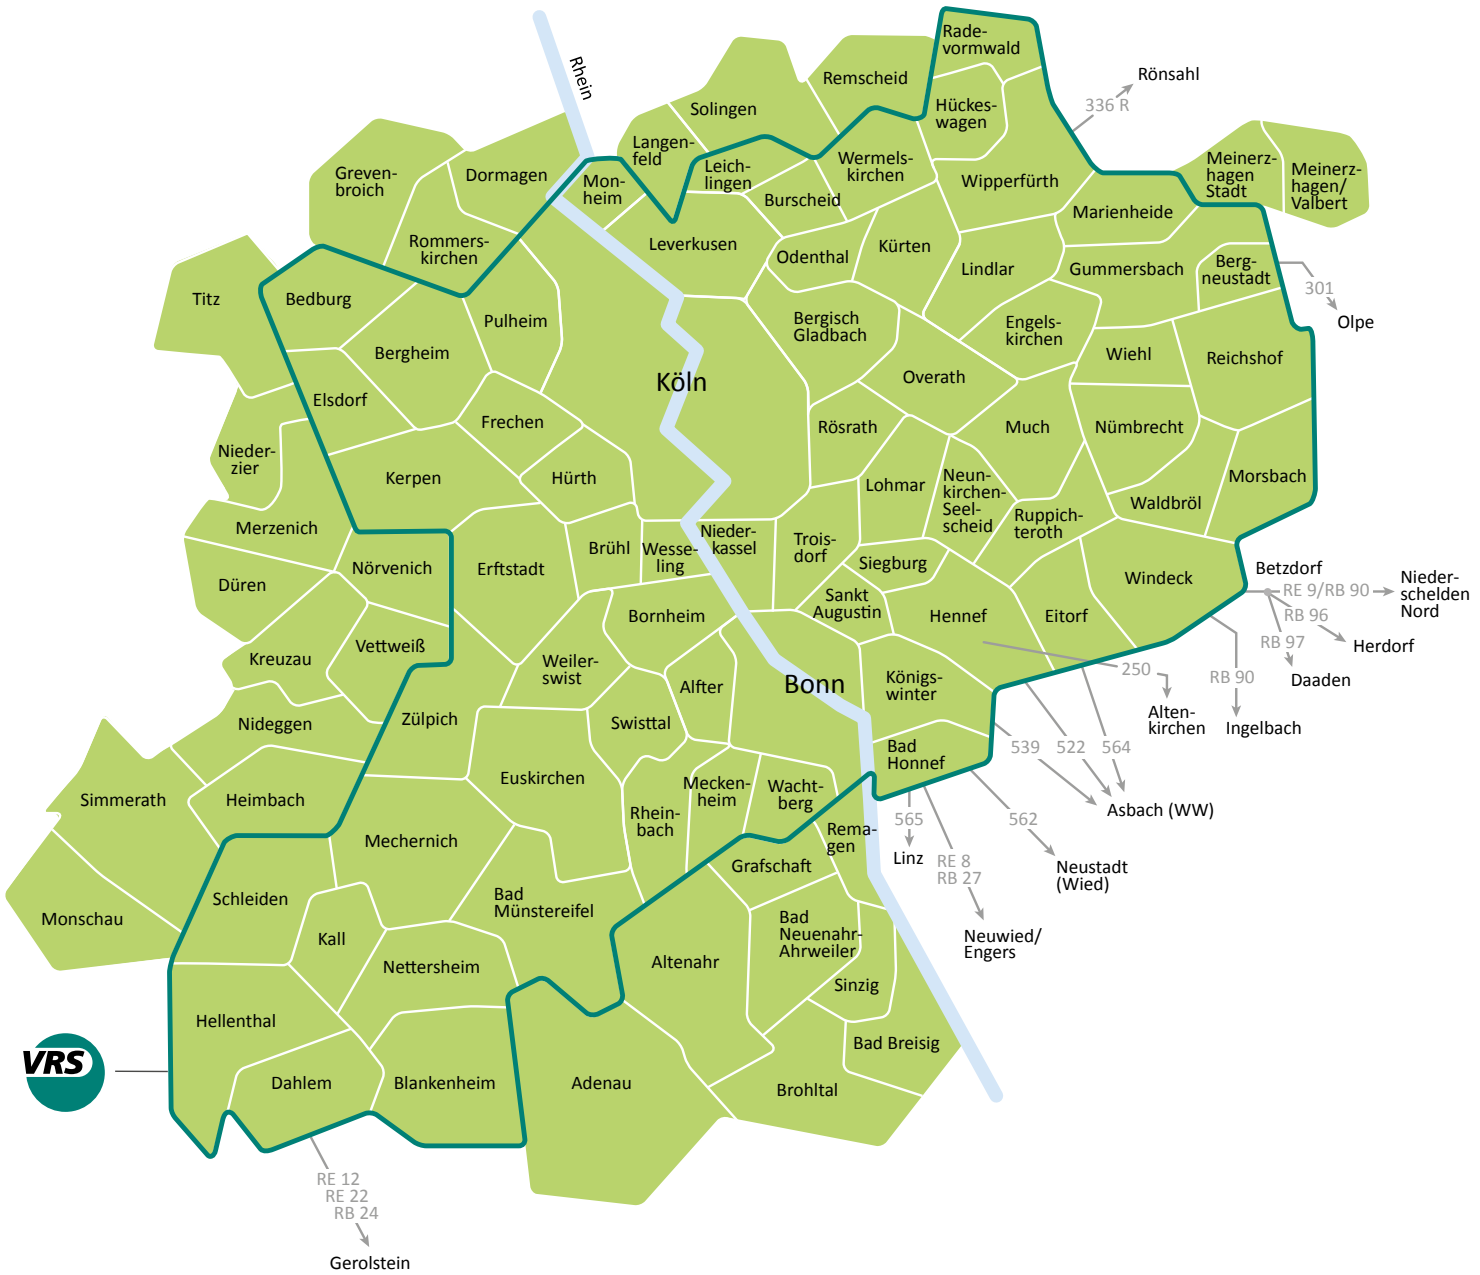 Rade-
vormwald
Rhein
Remscheid
Rönsahl
336 R
Solingen
Hückes-
wagen
Langen-
feld
Grevenbroich
Dormagen
Mon-
heim
Leich-
lingen
Wermels-
kirchen
Wipperfürth
Meinerz-
hagen
Stadt
Meinerz-
hagen/
Valbert
Burscheid
Marienheide
Rommers-
kirchen
Leverkusen
Odenthal
Kürten
Lindlar
Gummersbach
Berg-
neustadt
301
Olpe
Titz
Bedburg
Pulheim
Bergisch
Gladbach
Engels-
kirchen
Bergheim
Wiehl
Reichshof
Köln
Overath
Elsdorf
Frechen
Rösrath
Much
Nümbrecht
Nieder-
zier
Kerpen
Hürth
Lohmar
Neun-
kirchen-
Seel-
scheid
Morsbach
Waldbröl
Merzenich
Ruppich-
teroth
Brühl
Wesse-
ling
Nieder-
kassel
Trois-
dorf
Siegburg
Düren
Nörvenich
Erftstadt
Windeck
Betzdorf
RE 9/RB 90
Nieder-
schelden
Nord
RB 96
Herdorf
RB 97
Daaden
RB 90
Ingelbach
Sankt
Augustin
Hennef
Eitorf
Bornheim
Kreuzau
Vettweiß
Weiler-
swist
Alfter
Bonn
Königs-
winter
250
Alten-
kirchen
Nideggen
Zülpich
Swisttal
539
522
564
Asbach (WW)
Bad
Honnef
Simmerath
Heimbach
Euskirchen
Mecken-
heim
Wacht-
berg
Rhein-
bach
Rema-
gen
565
Linz
562
Neustadt
(Wied)
RE 8
RB 27
Neuwied/
Engers
Mechernich
Grafschaft
Monschau
Schleiden
Bad
Münstereifel
Kall
Bad
Neuenahr-
Ahrweiler
Nettersheim
Altenahr
Sinzig
Hellenthal
Bad Breisig
VRS
Dahlem
Blankenheim
Adenau
Brohltal
RE 12
RE 22
RB 24
Gerolstein